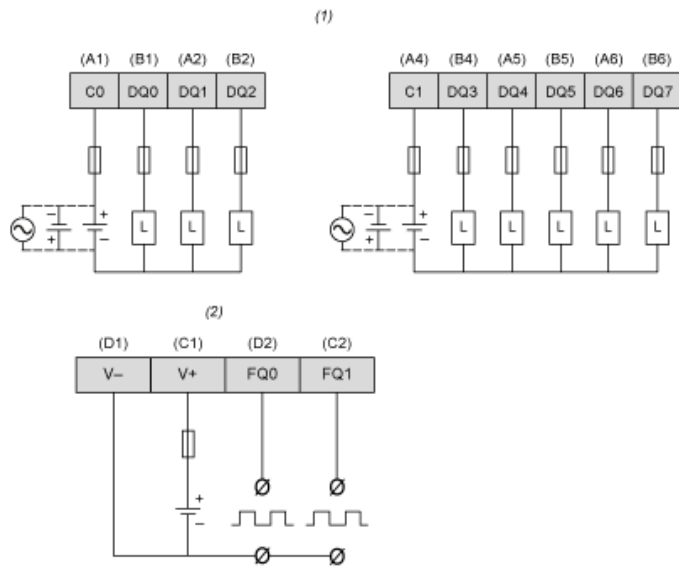 (1)
(A1) (B1) (A2) (B2)
C0 DQ0 DQ1 DQ2
− + + −
L L L
(A4) (B4) (A5) (B5) (A6) (B6)
C1 DQ3 DQ4 DQ5 DQ6 DQ7
− + + −
L L L L L
(2)
(D1) (C1) (D2) (C2)
V− V+ FQ0 FQ1
+
−